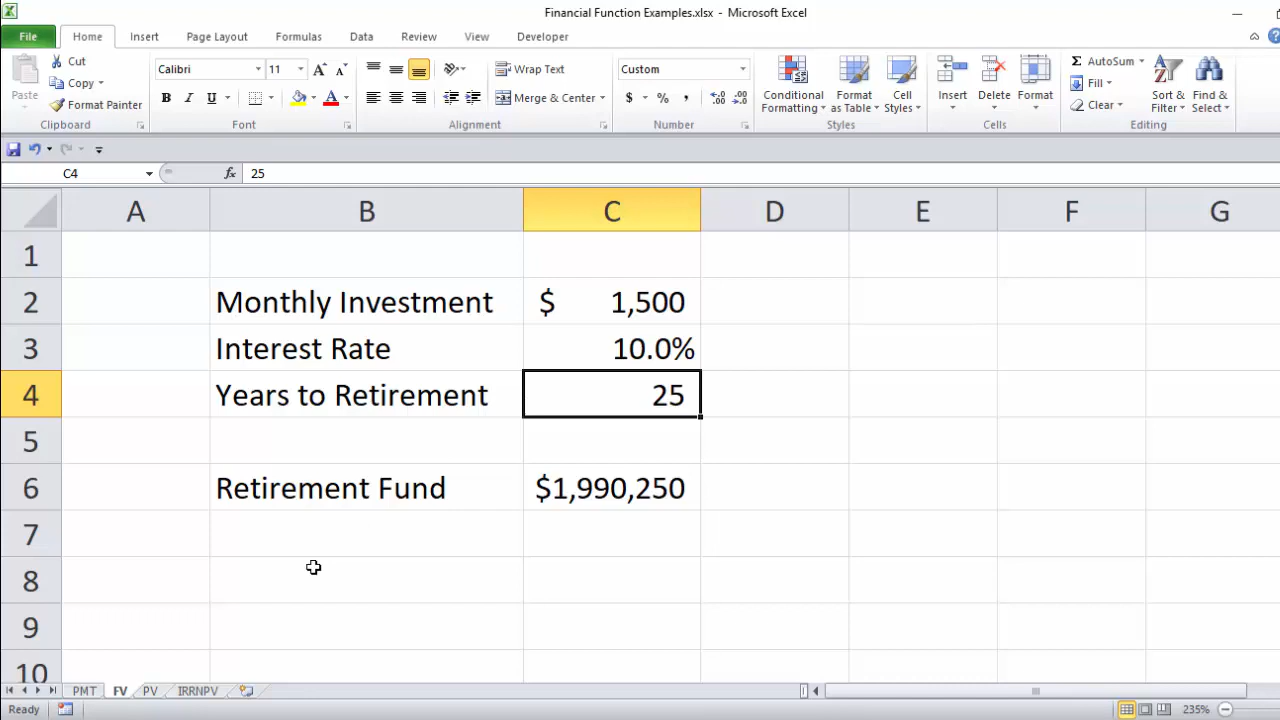 Financial Function Examples.xlsx - Microsoft Excel
File Home Insert Page Layout Formulas Data Review View Developer
Paste
Cut
Copy
Format Painter
Clipboard
Calibri 11
B I U
Font
Wrap Text
Merge & Center
Alignment
Custom
$ % ,
Number
Conditional Formatting
Format as Table
Cell Styles
Styles
Insert
Delete
Format
Cells
Σ AutoSum
Fill
Clear
Sort & Filter
Find & Select
Editing
C4 fx 25
A B C D E F G
1
2 Monthly Investment $ 1,500
3 Interest Rate 10.0%
4 Years to Retirement 25
5
6 Retirement Fund $1,990,250
7
8
9
10
PMT FV PV IRRNPV
Ready 235%